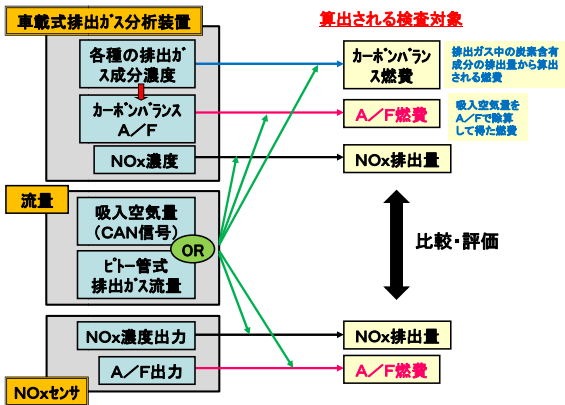 車載式排出ガス分析装置
算出される検査対象
各種の排出ガ
ス成分濃度
カーボンバラン
ス燃費
排出ガス中の炭素含有
成分の排出量から算出
される燃費
カーボンバランス
A/F
A/F燃費
吸入空気量を
A/Fで除算
して得た燃費
NOx濃度
NOx排出量
流量
吸入空気量
(CAN信号)
OR
ピトー管式
排出ガス流量
比較・評価
NOx濃度出力
NOx排出量
A/F出力
A/F燃費
NOxセンサ